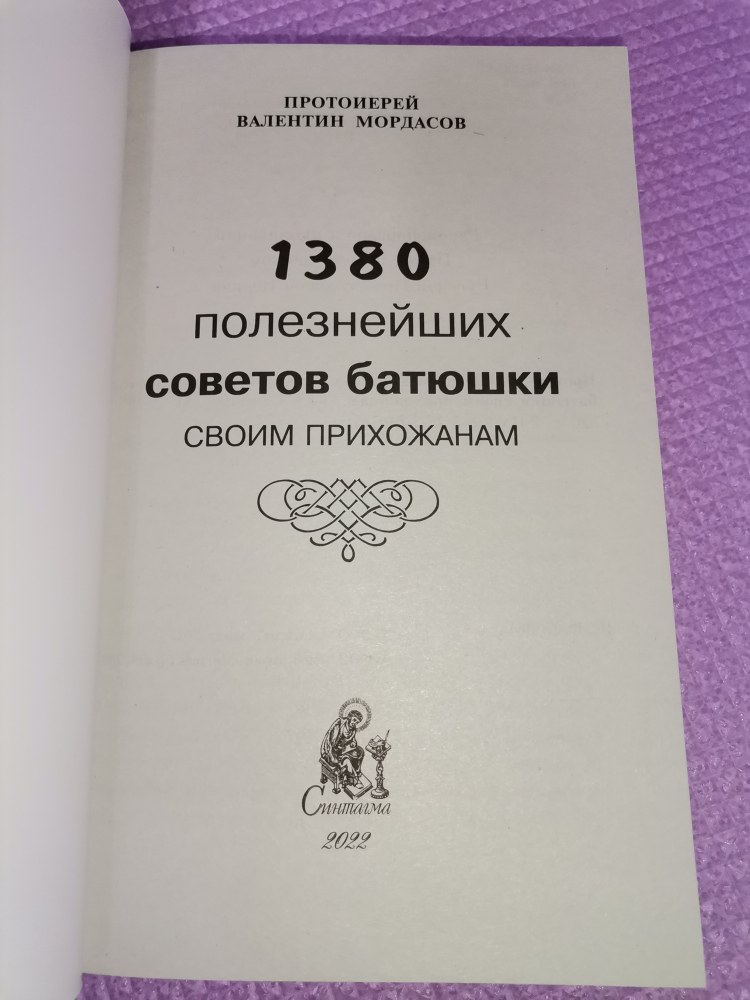 ПРОТОИЕРЕЙ
ВАЛЕНТИН МОРДАСОВ
1380
полезнейших
советов батюшки
СВОИМ ПРИХОЖАНАМ
Синтагма
2022